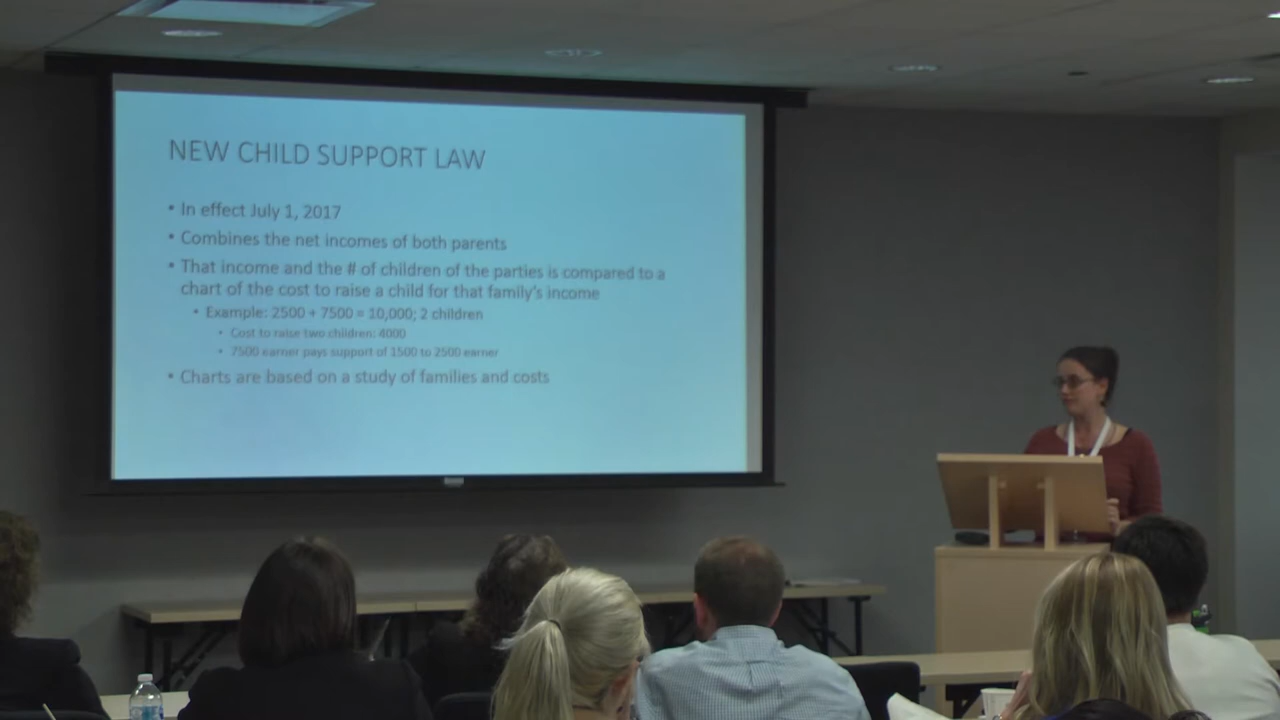 NEW CHILD SUPPORT LAW
• In effect July 1, 2017
• Combines the net incomes of both parents
• That income and the # of children of the parties is compared to a
chart of the cost to raise a child for that family's income
• Example: 2500 + 7500 = 10,000; 2 children
• Cost to raise two children: 4000
• 7500 earner pays support of 1500 to 2500 earner
• Charts are based on a study of families and costs